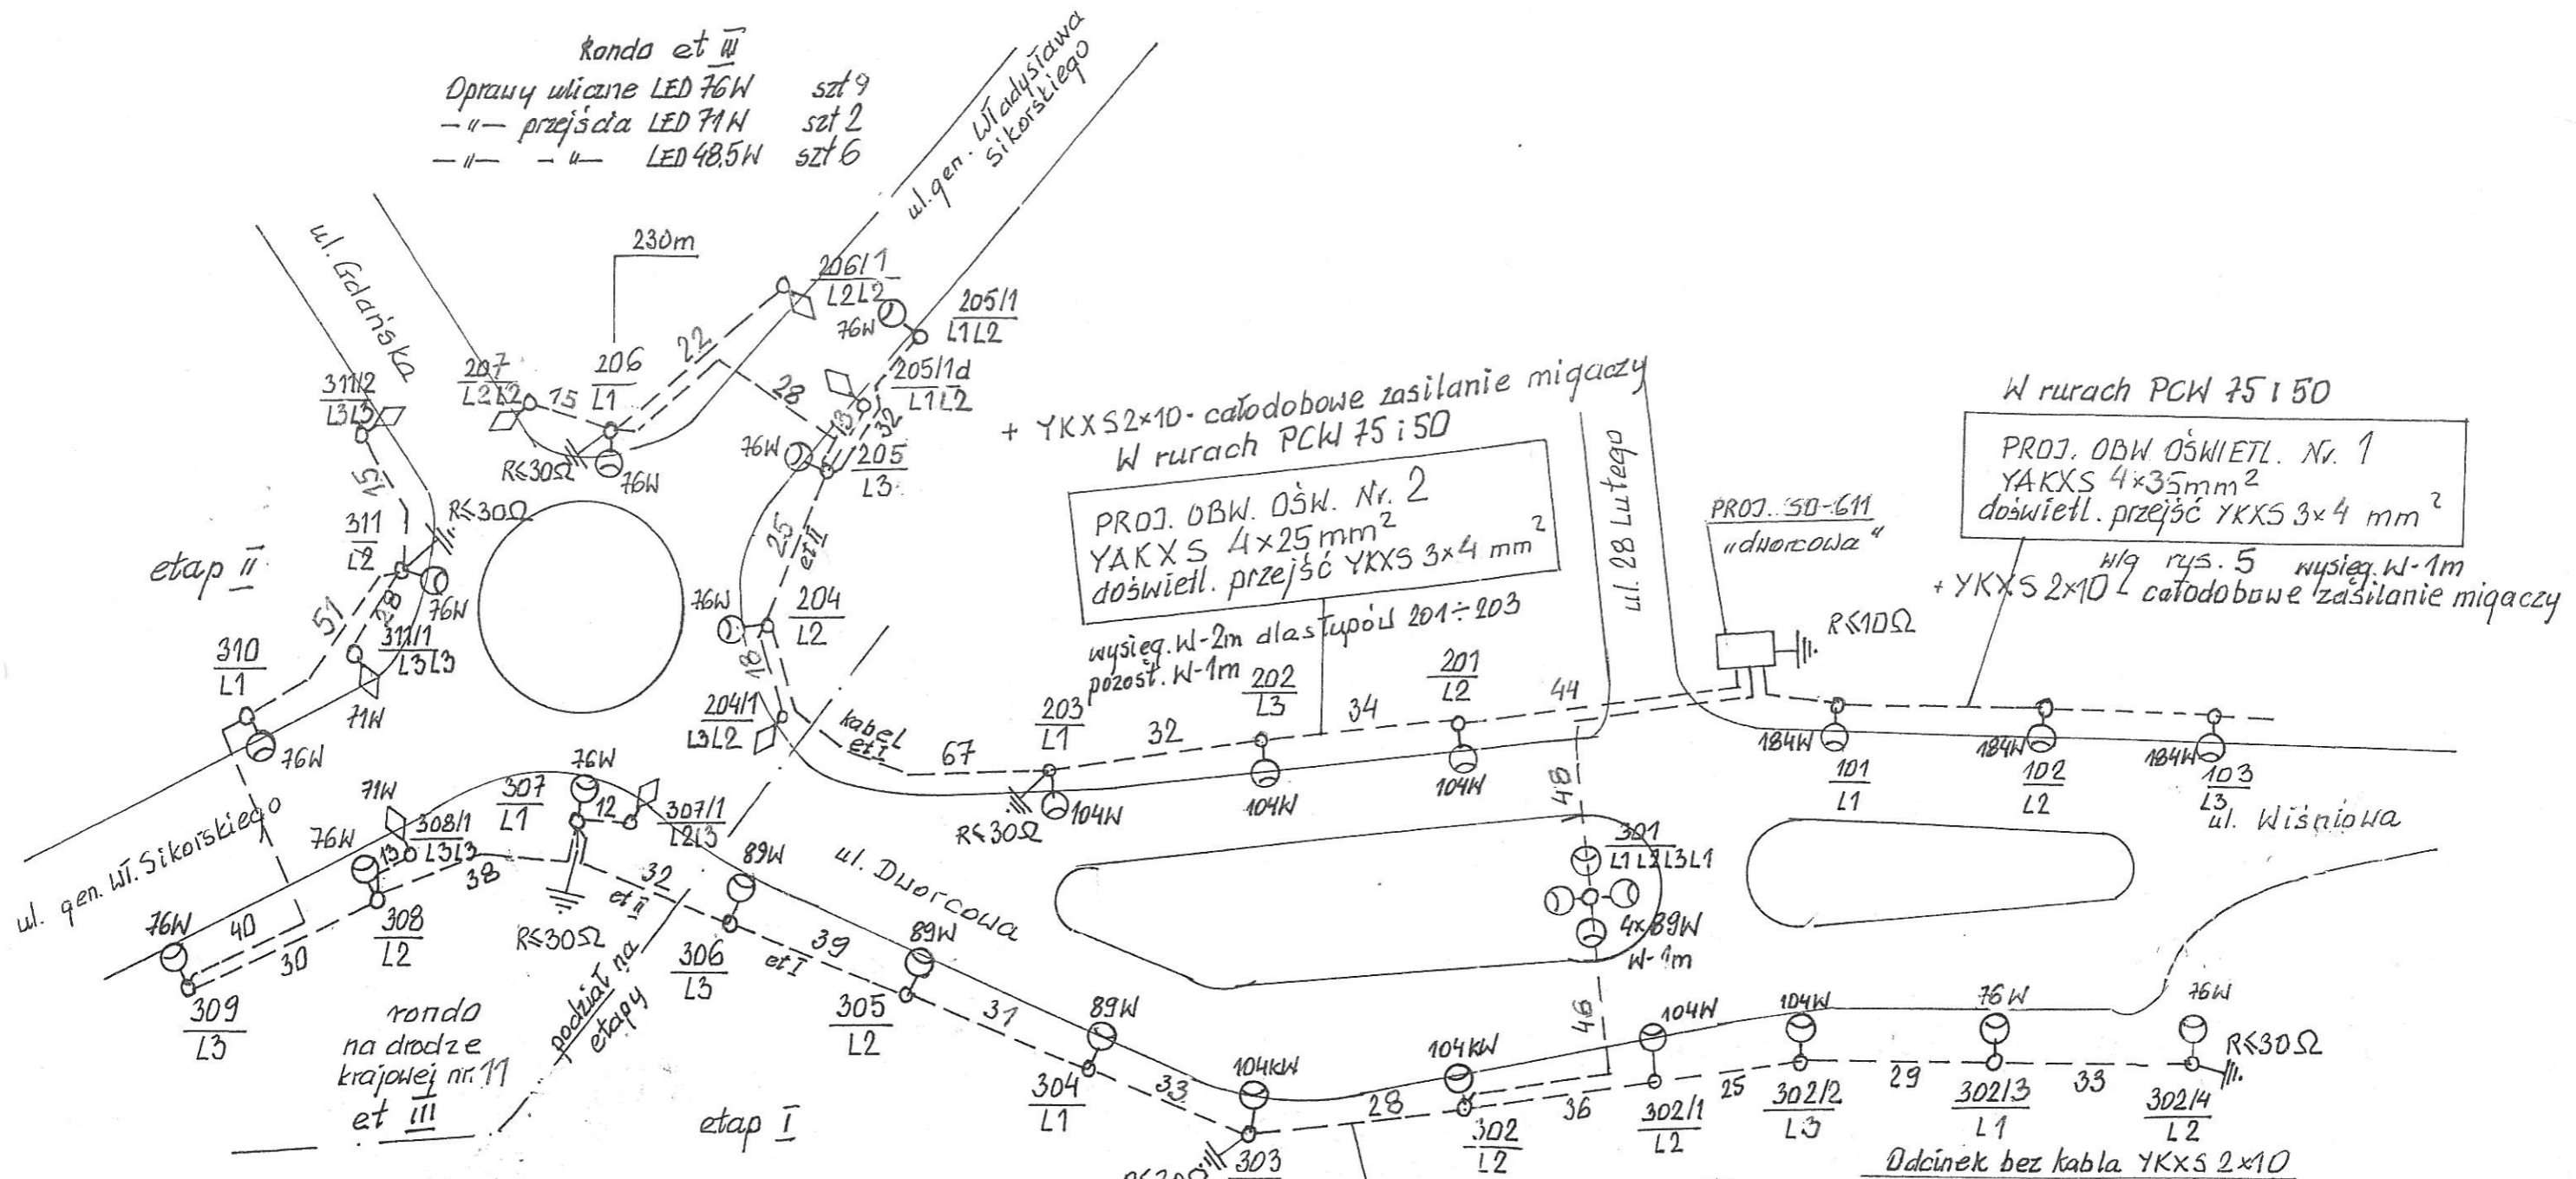 Rondo et III
Oprawy uliczne LED 76W szt 9
—"— przejścia LED 71W szt 2
—"— —"— LED 48,5W szt 6
ul. gen. Władysława
Sikorskiego
ul. Gdańska
230m
206/1
L2L2
76W
205/1
L1L2
22
28
205/1d
L1L2
13
32
311/2
L3L3
207
L2L2
15
206
L1
R≤30Ω
76W
76W
205
L3
15
311
L2
R≤30Ω
76W
etap II
51
28
311/1
L3L3
71W
310
L1
76W
25
et II
76W
204
L2
18
204/1
L3L2
kabel
et I
67
+ YKXS 2×10 - całodobowe zasilanie migaczy
W rurach PCW 75 i 50
PROJ. OBW. OŚW. Nr. 2
YAKXS 4×25mm²
doświetl. przejść YKXS 3×4 mm²
wysięg. W-2m dla słupów 201÷203
pozost. W-1m
ul. 28 Lutego
W rurach PCW 75 i 50
PROJ. OBW OŚWIETL. Nr. 1
YAKXS 4×35mm²
doświetl. przejść YKXS 3×4 mm²
w/g rys. 5 wysięg. W-1m
+ YKXS 2×10 - całodobowe zasilanie migaczy
PROJ. SO-611
"dworcowa"
R≤10Ω
203
L1
32
202
L3
34
201
L2
44
R≤30Ω
104W
104W
104W
184W
101
L1
184W
102
L2
184W
103
L3
ul. Wiśniowa
48
301
L1L2L3L1
4×89W
W-1m
46
ul. gen. Wł. Sikorskiego
71W
76W
307
L1
12
307/1
L2L3
76W
308/1
L3L3
13
38
308
L2
R≤30Ω
32
et II
76W
40
30
309
L3
89W
306
L3
ul. Dworcowa
39
et I
89W
305
L2
31
89W
304
L1
33
104kW
303
28
104kW
302
L2
36
104W
302/1
L2
25
104W
302/2
L3
29
76W
302/3
L1
33
76W
302/4
L2
R≤30Ω
podział na
etapy
rondo
na drodze
krajowej nr. 11
et III
etap I
Odcinek bez kabla YKXS 2×10